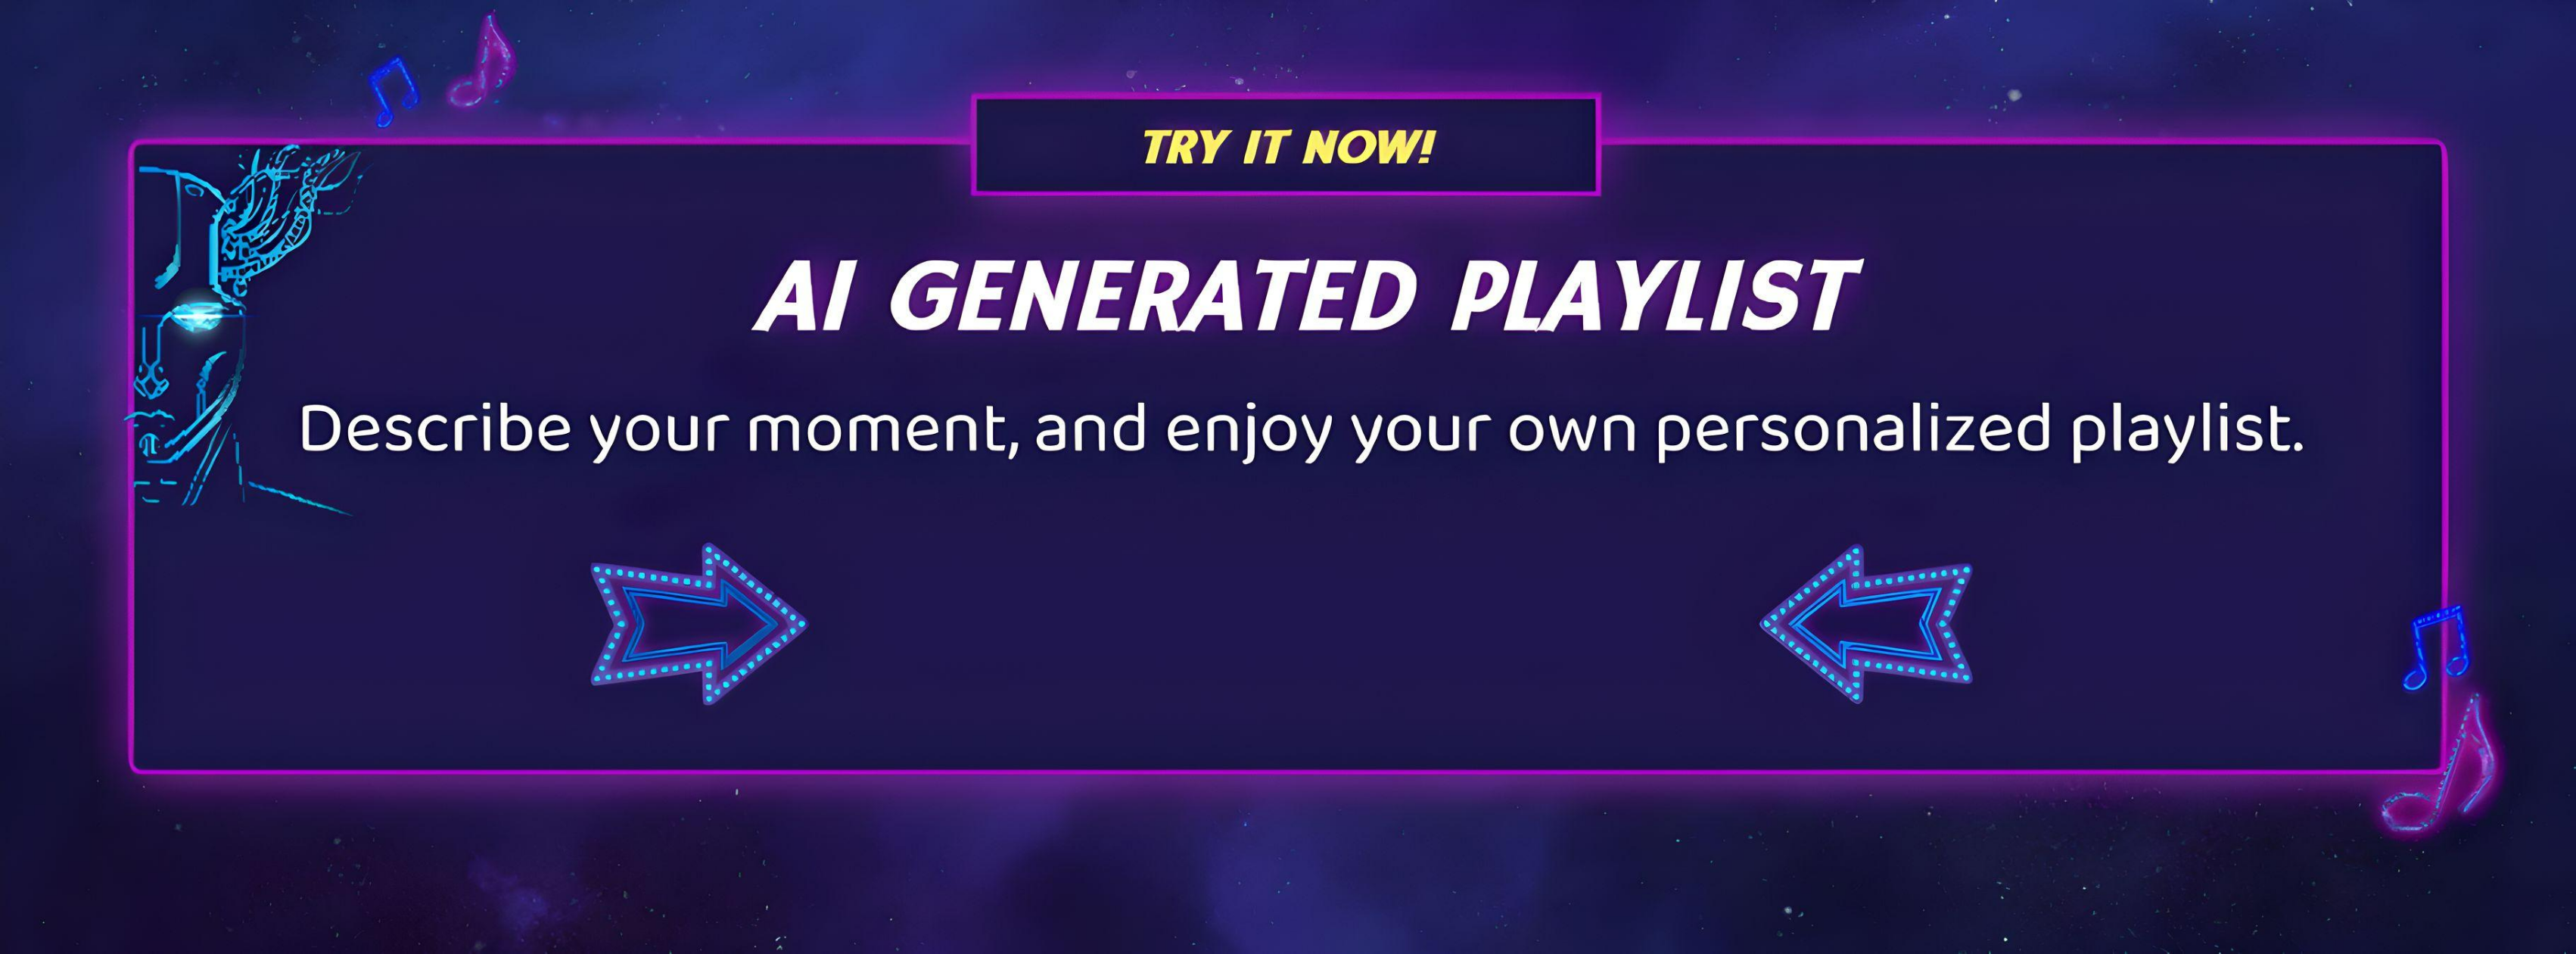 TRY IT NOW!
AI GENERATED PLAYLIST
Describe your moment, and enjoy your own personalized playlist.